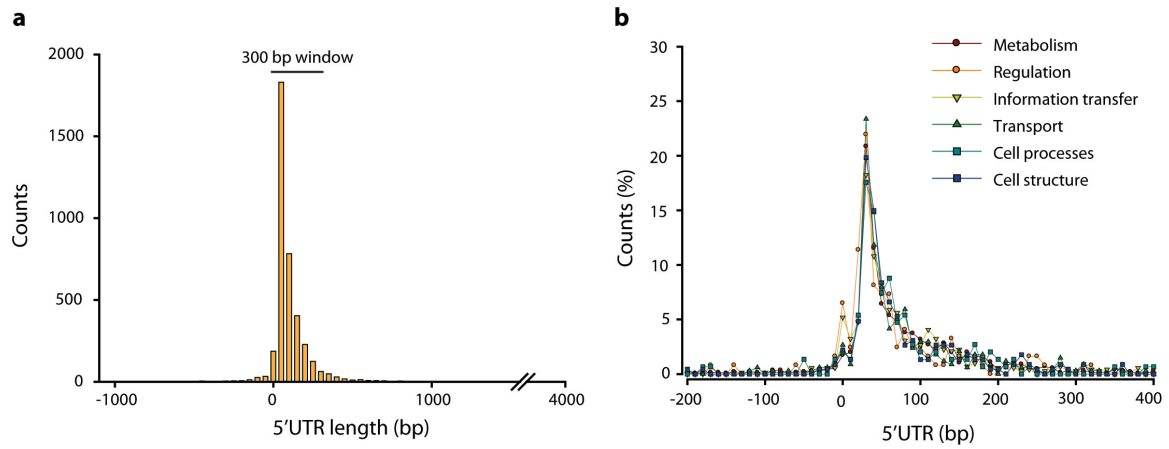 a
300 bp window
2000
1500
1000
500
0
Counts
-1000
0
1000
4000
5′UTR length (bp)
b
Metabolism
Regulation
Information transfer
Transport
Cell processes
Cell structure
30
25
20
15
10
5
0
Counts (%)
-200
-100
0
100
200
300
400
5′UTR (bp)